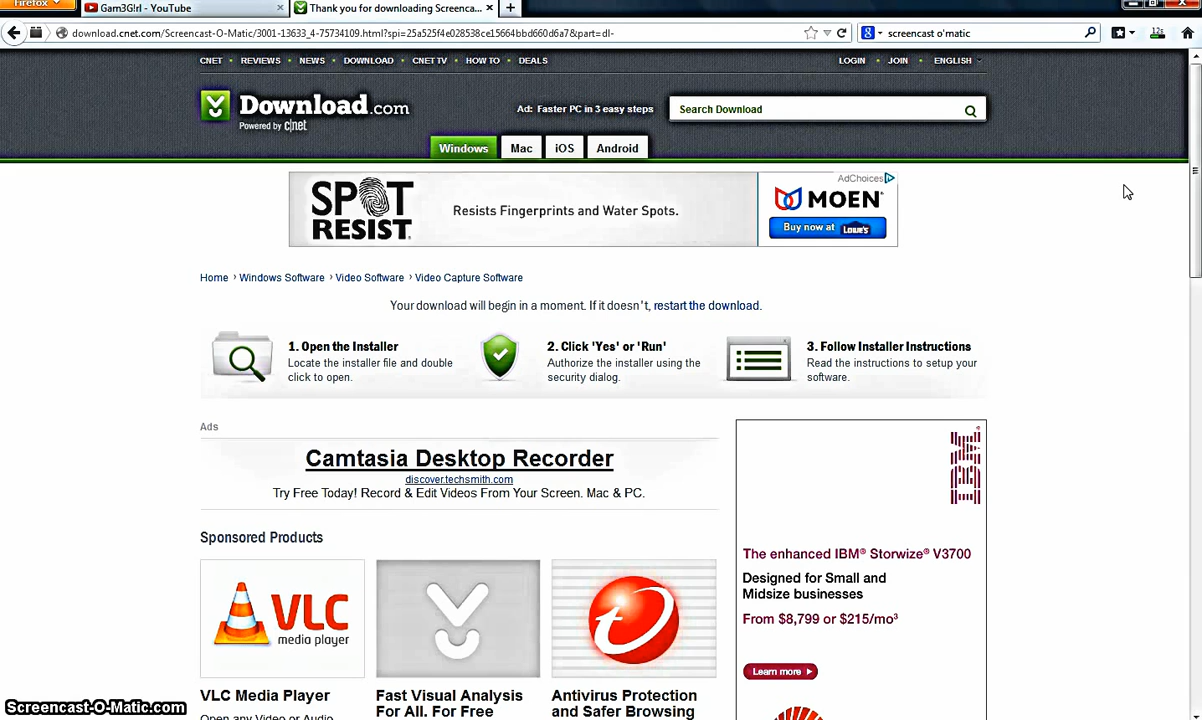 Firefox
Gam3G!rl - YouTube × Thank you for downloading Screenca... × +
download.cnet.com/Screencast-O-Matic/3001-13633_4-75734109.html?spi=25a525f4e028538ce15664bbd660d6a7&part=dl- screencast o'matic
CNET REVIEWS NEWS DOWNLOAD CNET TV HOW TO DEALS LOGIN JOIN ENGLISH
Download.com
Powered by c|net
Ad: Faster PC in 3 easy steps
Search Download
Windows Mac iOS Android
SPOT
RESIST.
Resists Fingerprints and Water Spots.
AdChoices
MOEN
Buy now at Lowe's
Home › Windows Software › Video Software › Video Capture Software
Your download will begin in a moment. If it doesn't, restart the download.
1. Open the Installer
Locate the installer file and double
click to open.
2. Click 'Yes' or 'Run'
Authorize the installer using the
security dialog.
3. Follow Installer Instructions
Read the instructions to setup your
software.
Ads
Camtasia Desktop Recorder
discover.techsmith.com
Try Free Today! Record & Edit Videos From Your Screen. Mac & PC.
Sponsored Products
VLC
media player
VLC Media Player
Open any Video or Audio
Fast Visual Analysis
For All. For Free
Antivirus Protection
and Safer Browsing
IBM
The enhanced IBM® Storwize® V3700
Designed for Small and
Midsize businesses
From $8,799 or $215/mo³
Learn more
Screencast-O-Matic.com